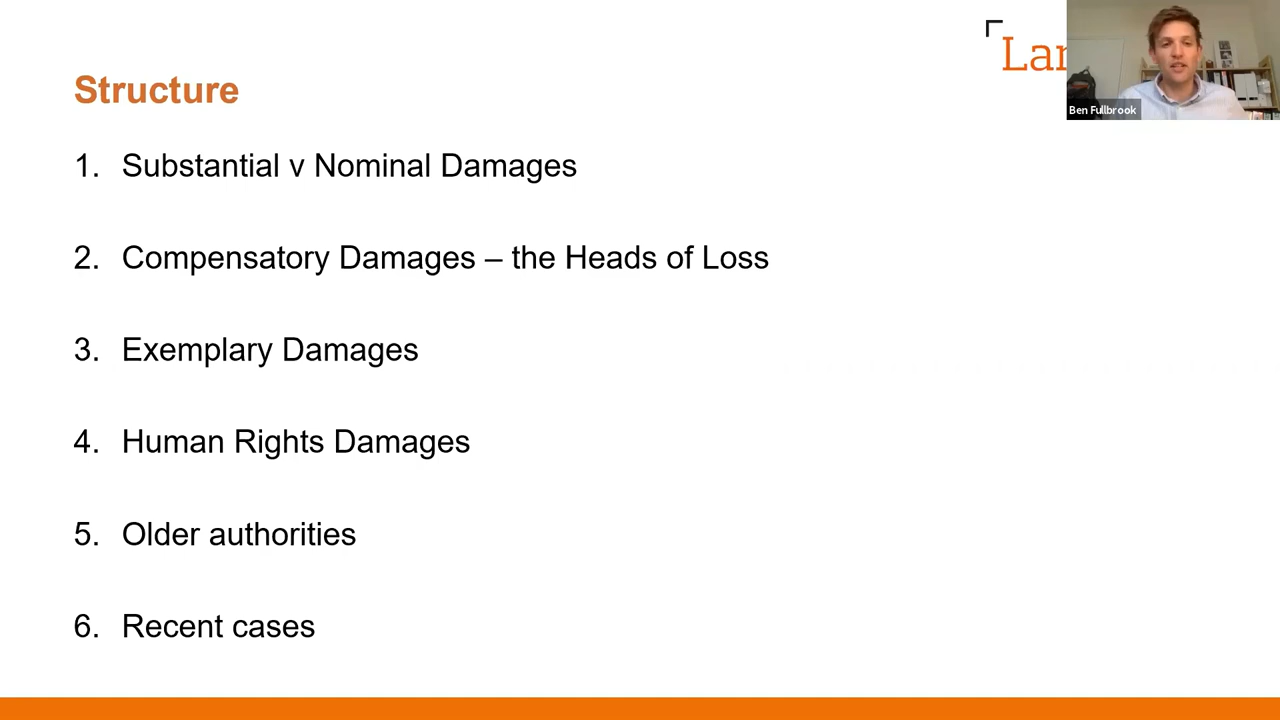 Structure
1. Substantial v Nominal Damages
2. Compensatory Damages – the Heads of Loss
3. Exemplary Damages
4. Human Rights Damages
5. Older authorities
6. Recent cases
Lar
Ben Fullbrook